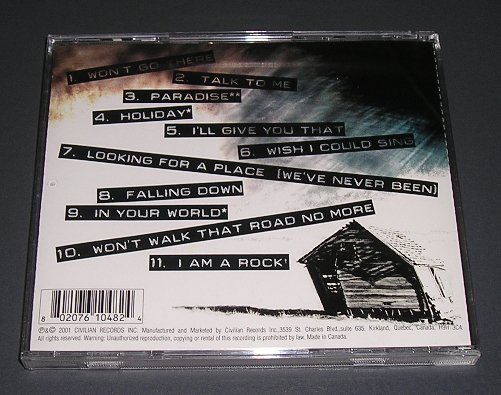 1. WON'T GO THERE
2. TALK TO ME
3. PARADISE**
4. HOLIDAY*
5. I'LL GIVE YOU THAT
6. WISH I COULD SING
7. LOOKING FOR A PLACE (WE'VE NEVER BEEN)
8. FALLING DOWN
9. IN YOUR WORLD*
10. WON'T WALK THAT ROAD NO MORE
11. I AM A ROCK!
8 02076 10482 4
℗&© 2001 CIVILIAN RECORDS INC. Manufactured and Marketed by Civilian Records Inc.,3539 St. Charles Blvd.,suite 635, Kirkland, Quebec, Canada, H9H 3C4
All rights reserved. Warning: Unauthorized reproduction, copying or rental of this recording is prohibited by law. Made in Canada.